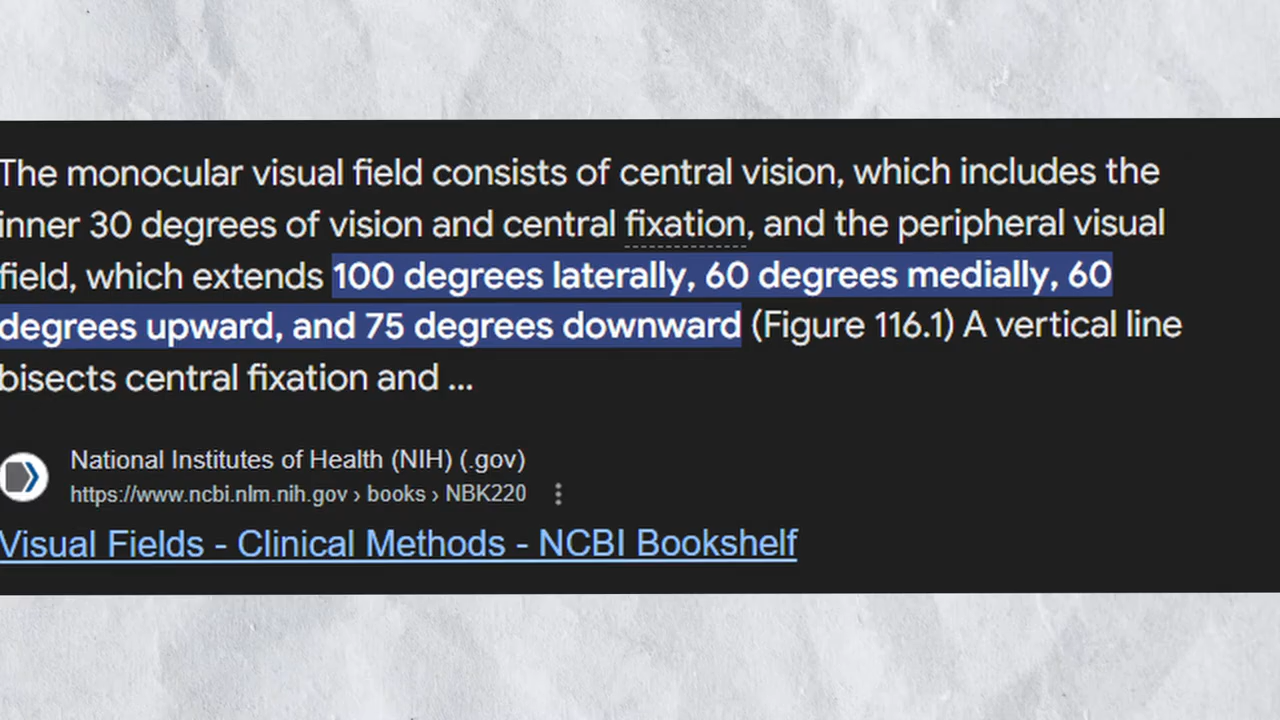 The monocular visual field consists of central vision, which includes the
inner 30 degrees of vision and central fixation, and the peripheral visual
field, which extends 100 degrees laterally, 60 degrees medially, 60
degrees upward, and 75 degrees downward (Figure 116.1) A vertical line
bisects central fixation and ...
National Institutes of Health (NIH) (.gov)
https://www.ncbi.nlm.nih.gov › books › NBK220
Visual Fields - Clinical Methods - NCBI Bookshelf